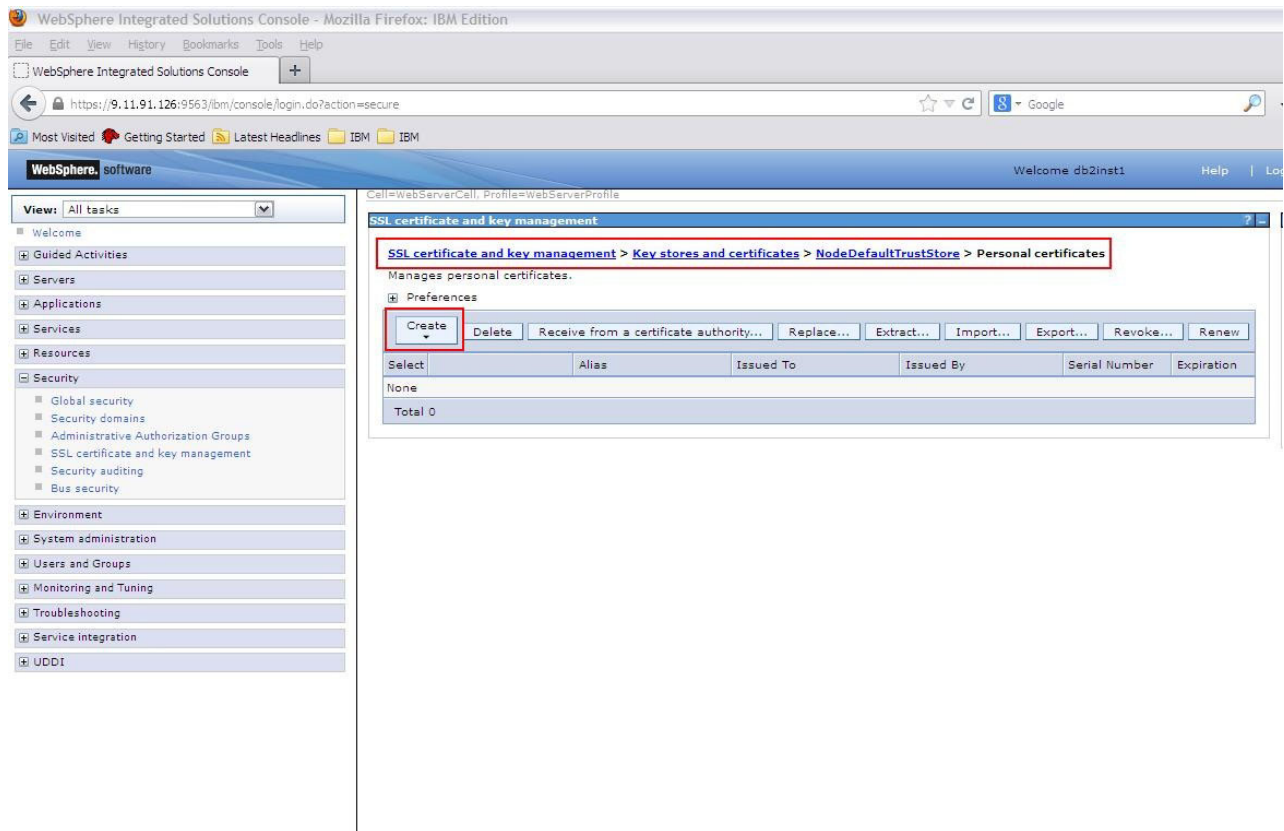 WebSphere Integrated Solutions Console - Mozilla Firefox: IBM Edition
File Edit View History Bookmarks Tools Help
WebSphere Integrated Solutions Console +
https://9.11.91.126:9563/ibm/console/login.do?action=secure
8 Google
Most Visited Getting Started Latest Headlines IBM IBM
WebSphere. software Welcome db2inst1 Help | Log
View: All tasks
Welcome
Guided Activities
Servers
Applications
Services
Resources
Security
Global security
Security domains
Administrative Authorization Groups
SSL certificate and key management
Security auditing
Bus security
Environment
System administration
Users and Groups
Monitoring and Tuning
Troubleshooting
Service integration
UDDI
Cell=WebServerCell, Profile=WebServerProfile
SSL certificate and key management ? -
SSL certificate and key management > Key stores and certificates > NodeDefaultTrustStore > Personal certificates
Manages personal certificates.
Preferences
Create Delete Receive from a certificate authority... Replace... Extract... Import... Export... Revoke... Renew
Select Alias Issued To Issued By Serial Number Expiration
None
Total 0